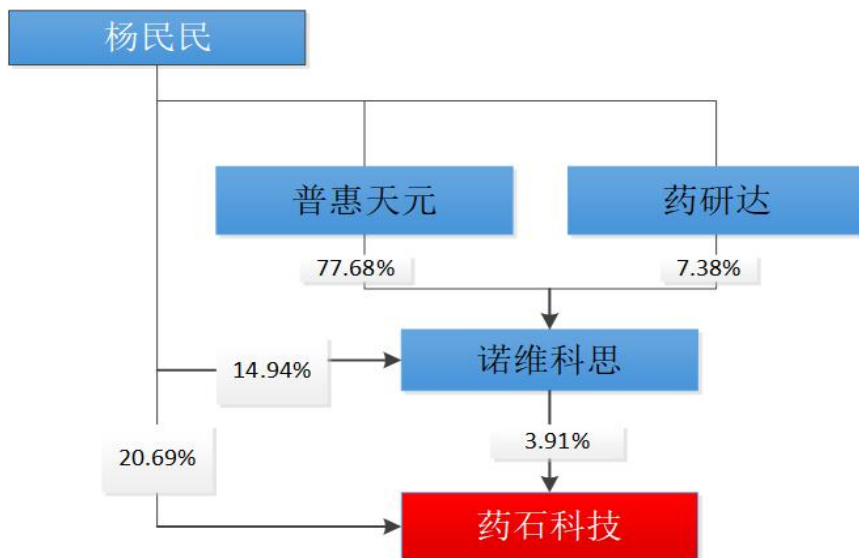 杨民民
普惠天元
药研达
77.68%
7.38%
诺维科思
14.94%
3.91%
20.69%
药石科技